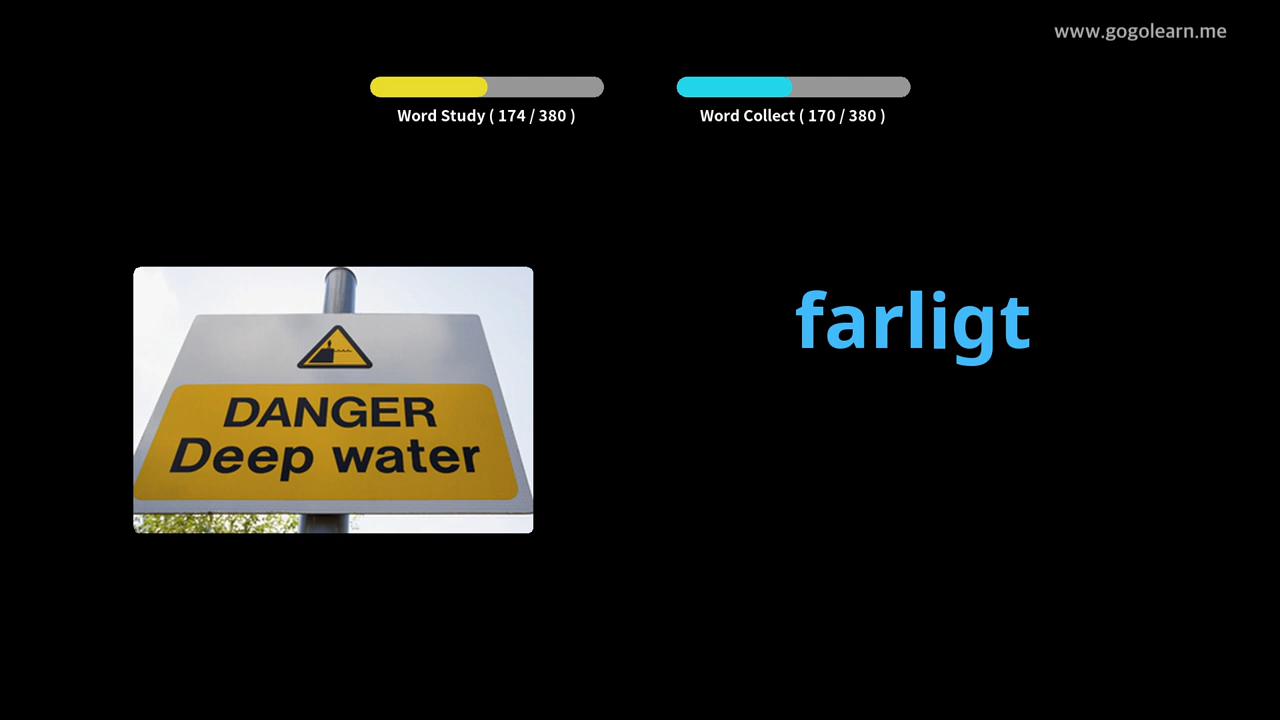 www.gogolearn.me
Word Study ( 174 / 380 )
Word Collect ( 170 / 380 )
farligt
DANGER
Deep water